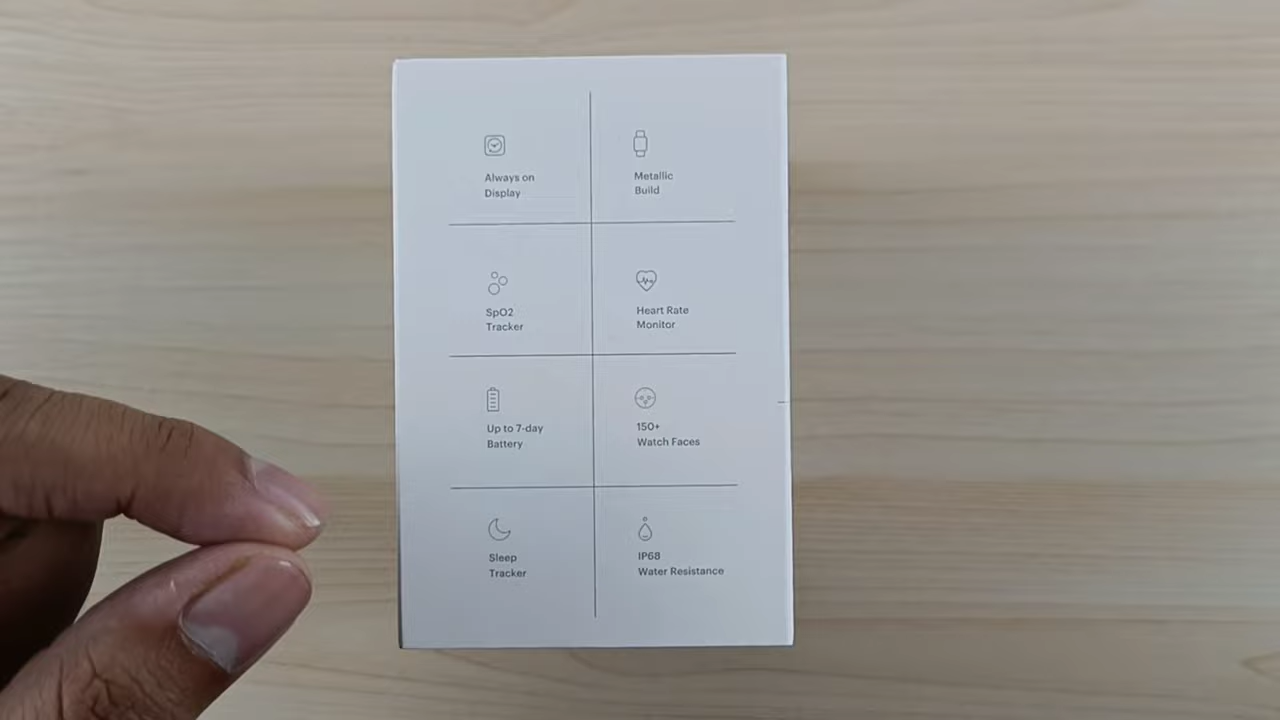 Always on
Display
Metallic
Build
SpO2
Tracker
Heart Rate
Monitor
Up to 7-day
Battery
150+
Watch Faces
Sleep
Tracker
IP68
Water Resistance